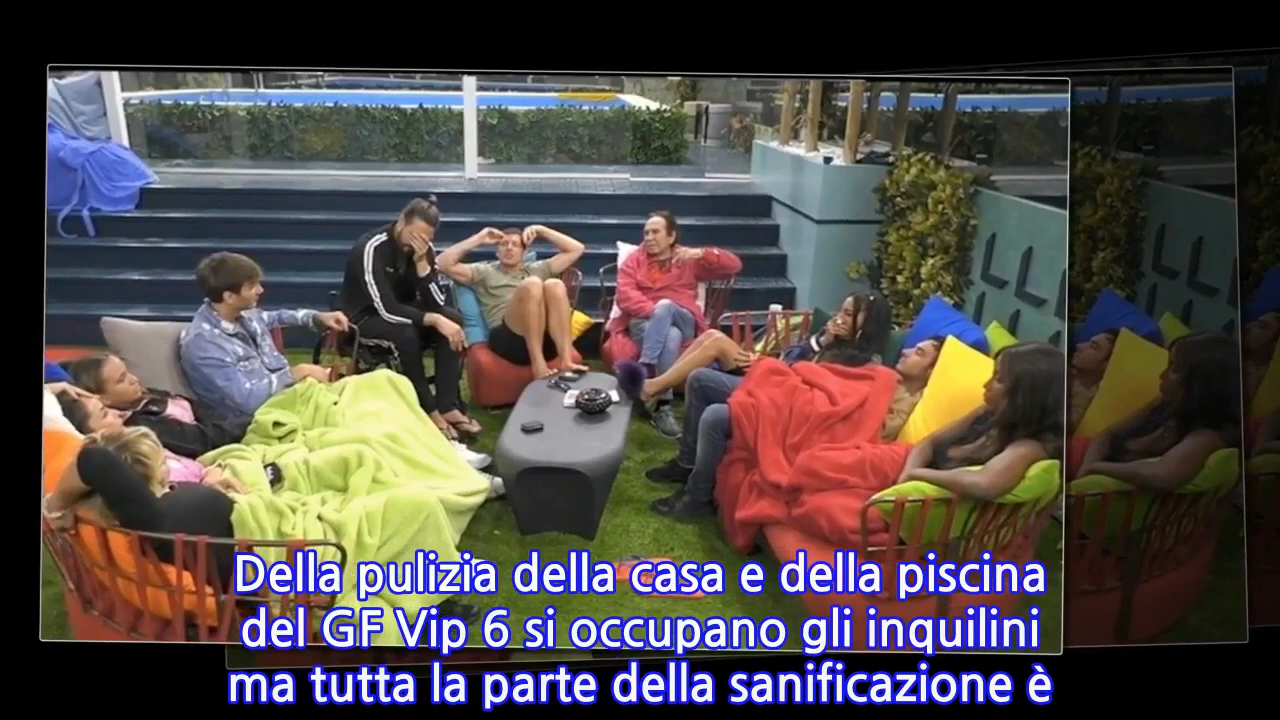 Della pulizia della casa e della piscina
del GF Vip 6 si occupano gli inquilini
ma tutta la parte della sanificazione è